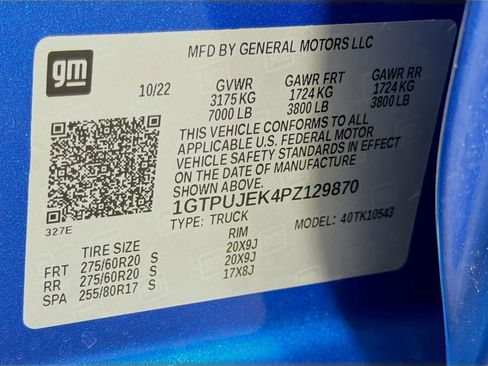 gm
MFD BY GENERAL MOTORS LLC
10/22 GVWR GAWR FRT GAWR RR
3175 KG 1724 KG 1724 KG
7000 LB 3800 LB 3800 LB
THIS VEHICLE CONFORMS TO ALL
APPLICABLE U.S. FEDERAL MOTOR
VEHICLE SAFETY STANDARDS IN EFFECT
ON THE DATE OF MANUFACTURE
SHOWN ABOVE.
1GTPUJEK4PZ129870
327E
TYPE: TRUCK MODEL: 40TK10543
TIRE SIZE RIM
FRT 275/60R20 S 20X9J
RR 275/60R20 S 20X9J
SPA 255/80R17 S 17X8J